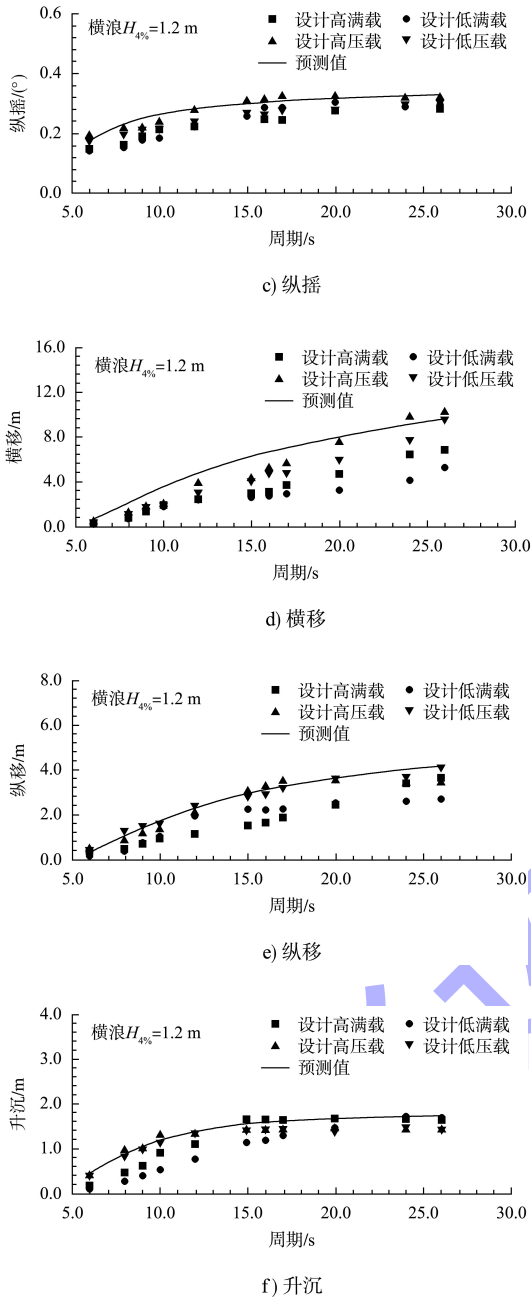 0.6
横浪H4%=1.2 m
■ 设计高满载 ● 设计低满载
▲ 设计高压载 ▼ 设计低压载
— 预测值
0.4
纵摇/(°)
0.2
0.0
5.0 10.0 15.0 20.0 25.0 30.0
周期/s
c) 纵摇
16.0
横浪H4%=1.2 m
■ 设计高满载 ● 设计低满载
▲ 设计高压载 ▼ 设计低压载
— 预测值
12.0
横移/m
8.0
4.0
0.0
5.0 10.0 15.0 20.0 25.0 30.0
周期/s
d) 横移
8.0
横浪H4%=1.2 m
■ 设计高满载 ● 设计低满载
▲ 设计高压载 ▼ 设计低压载
— 预测值
6.0
纵移/m
4.0
2.0
0.0
5.0 10.0 15.0 20.0 25.0 30.0
周期/s
e) 纵移
4.0
横浪H4%=1.2 m
■ 设计高满载 ● 设计低满载
▲ 设计高压载 ▼ 设计低压载
— 预测值
3.0
升沉/m
2.0
1.0
0.0
5.0 10.0 15.0 20.0 25.0 30.0
周期/s
f) 升沉